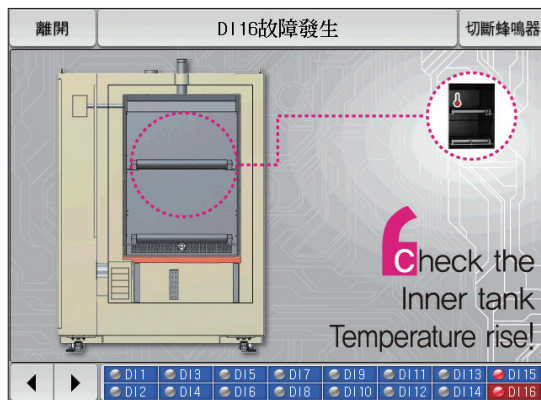 離開
DI16故障發生
切斷蜂鳴器
Check the
Inner tank
Temperature rise!
DI1 DI3 DI5 DI7 DI9 DI11 DI13 DI15
DI2 DI4 DI6 DI8 DI10 DI12 DI14 DI16